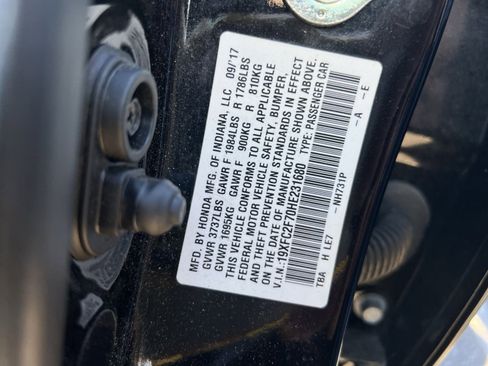 MFD. BY HONDA MFG. OF INDIANA, LLC 09/17
GVWR 3737LBS GAWR F 1984LBS R 1786LBS
GVWR 1695KG GAWR F 900KG R 810KG
THIS VEHICLE CONFORMS TO ALL APPLICABLE
FEDERAL MOTOR VEHICLE SAFETY, BUMPER,
AND THEFT PREVENTION STANDARDS IN EFFECT
ON THE DATE OF MANUFACTURE SHOWN ABOVE.
V.I.N.:19XFC2F70HE231680 TYPE: PASSENGER CAR
TBA H LE7 -NH731P -A -E